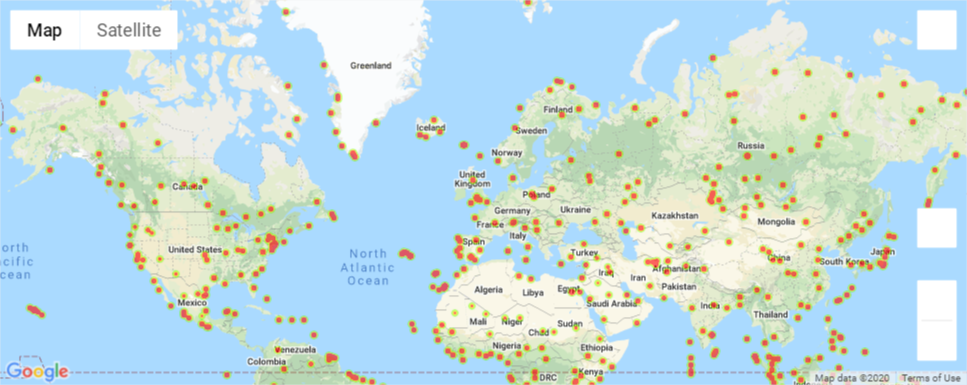 Map Satellite
Greenland
Iceland
Finland
Sweden
Norway
Russia
United
Kingdom
Canada
Poland
Germany
Ukraine
Kazakhstan
Mongolia
France
Italy
Spain
Turkey
United States
North
Atlantic
Ocean
orth
cific
cean
China
South Korea
Japan
Afghanistan
Iraq
Iran
Pakistan
Algeria
Libya
Egypt
Saudi Arabia
India
Mexico
Mali
Niger
Chad
Sudan
Thailand
Nigeria
Ethiopia
Venezuela
Colombia
DRC
Kenya
Google
Map data ©2020
Terms of Use